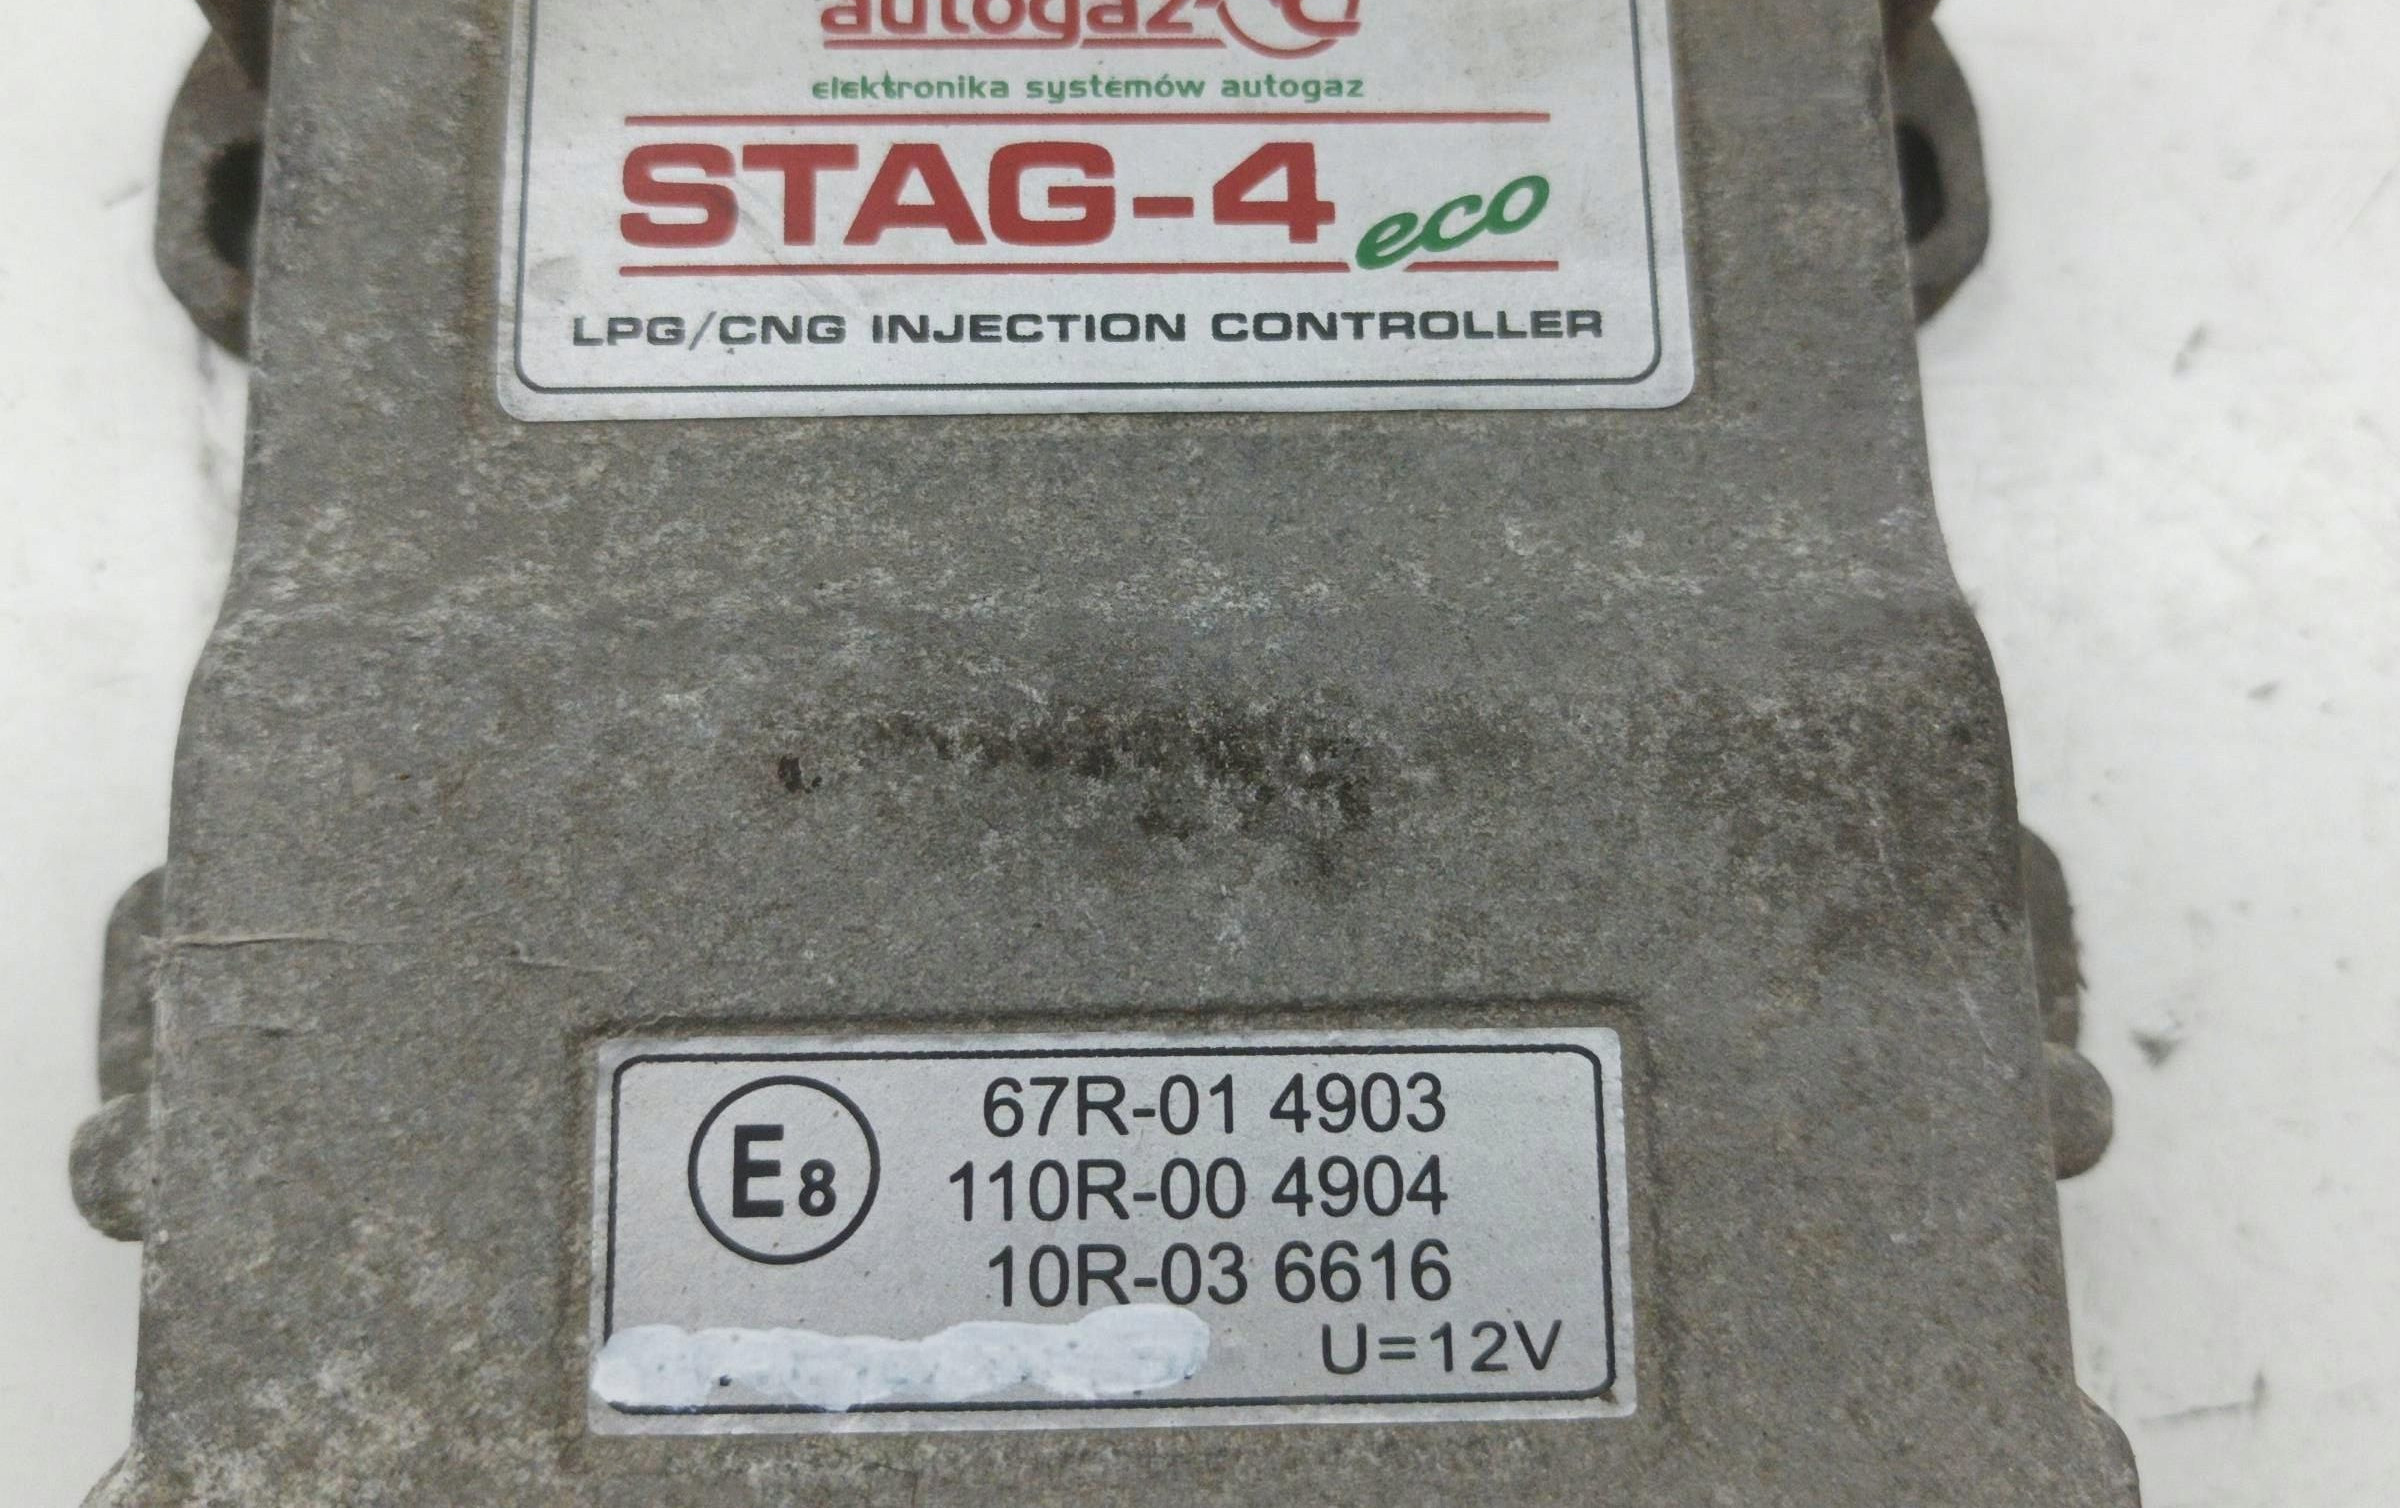 autogaz
elektronika systemów autogaz
STAG-4 eco
LPG/CNG INJECTION CONTROLLER
E8
67R-01 4903
110R-00 4904
10R-03 6616
U=12V